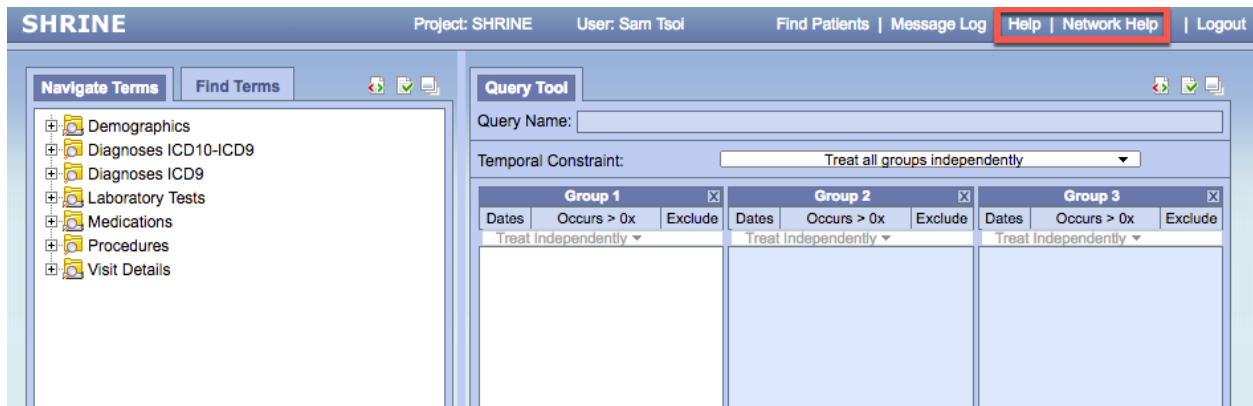 SHRINE Project: SHRINE User: Sam Tsoi Find Patients | Message Log Help | Network Help | Logout
Navigate Terms Find Terms
Demographics
Diagnoses ICD10-ICD9
Diagnoses ICD9
Laboratory Tests
Medications
Procedures
Visit Details
Query Tool
Query Name:
Temporal Constraint: Treat all groups independently
Group 1 Group 2 Group 3
Dates Occurs > 0x Exclude Dates Occurs > 0x Exclude Dates Occurs > 0x Exclude
Treat Independently Treat Independently Treat Independently